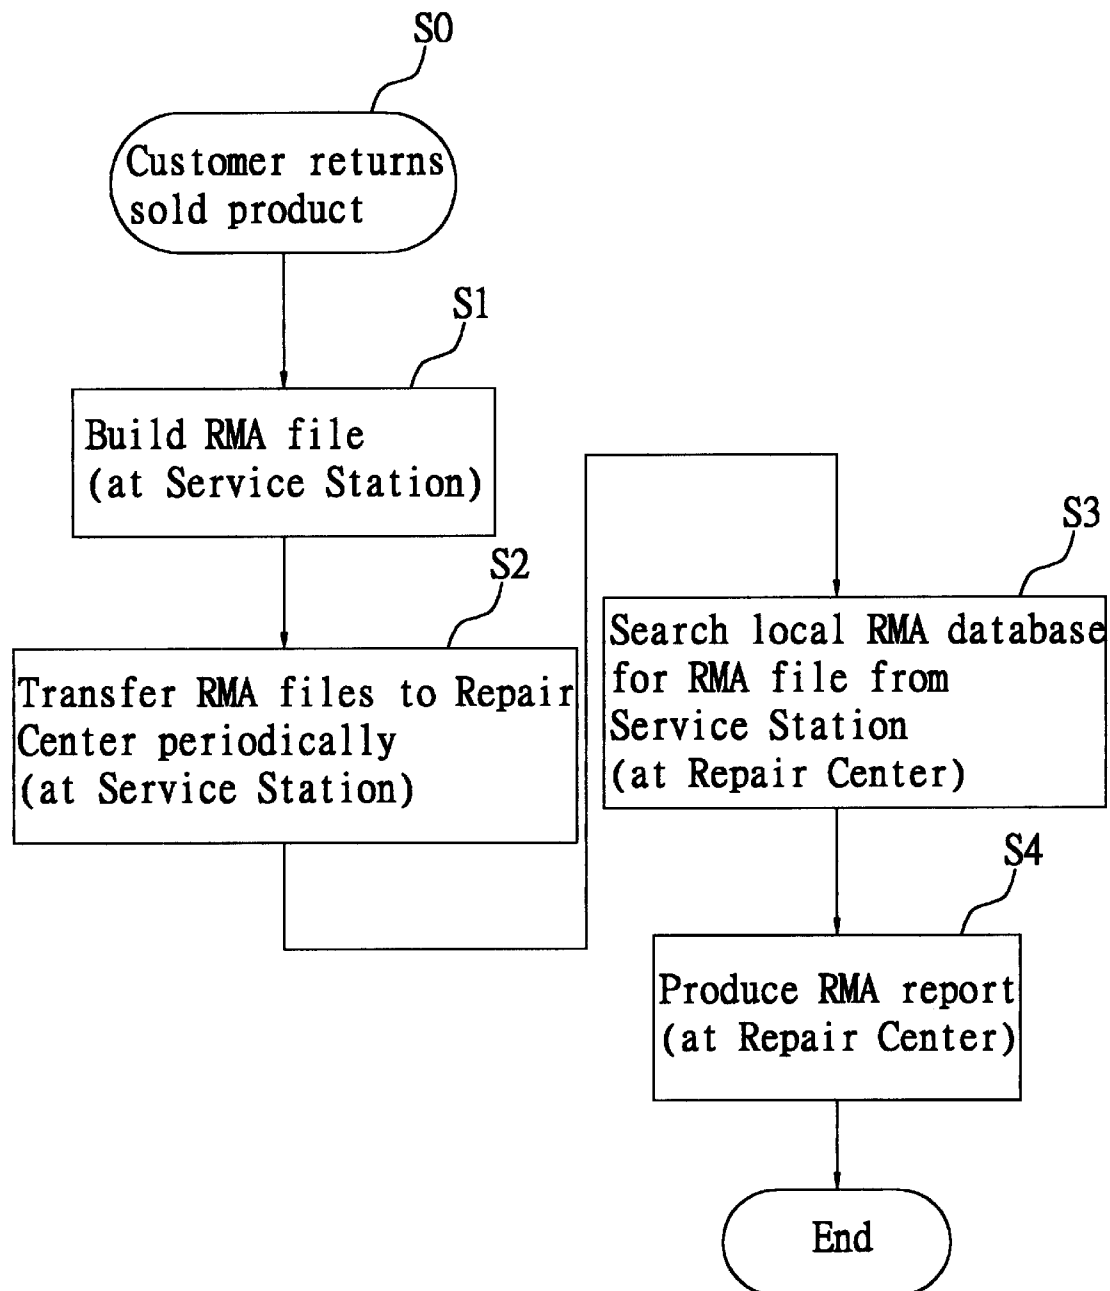 S0
Customer returns
sold product
S1
Build RMA file
(at Service Station)
S2
Transfer RMA files to Repair
Center periodically
(at Service Station)
S3
Search local RMA database
for RMA file from
Service Station
(at Repair Center)
S4
Produce RMA report
(at Repair Center)
End